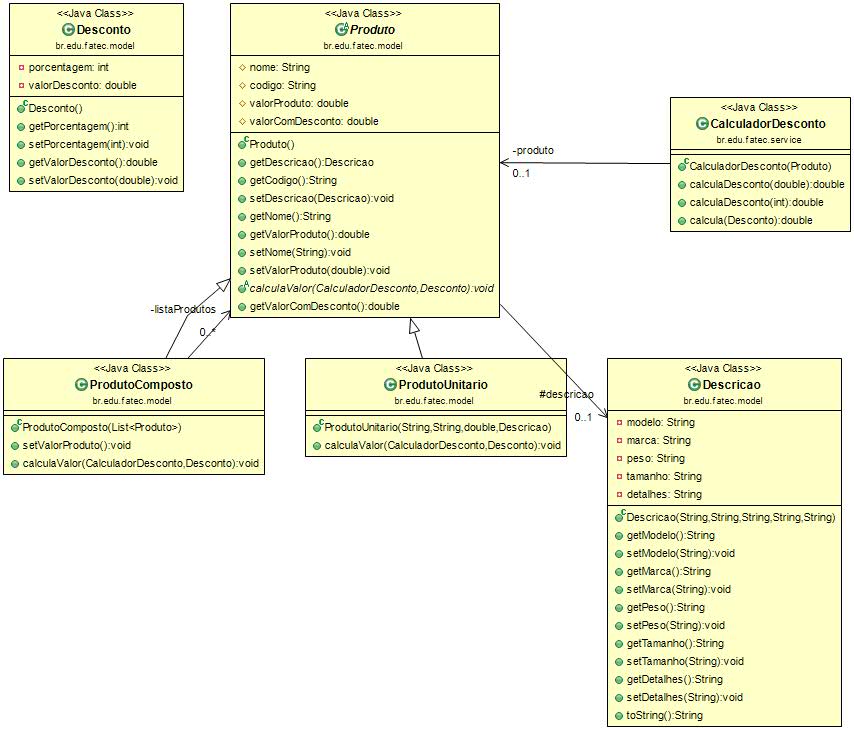 <<Java Class>>
Desconto
br.edu.fatec.model
porcentagem: int
valorDesconto: double
Desconto()
getPorcentagem():int
setPorcentagem(int):void
getValorDesconto():double
setValorDesconto(double):void
<<Java Class>>
Produto
br.edu.fatec.model
nome: String
codigo: String
valorProduto: double
valorComDesconto: double
Produto()
getDescricao():Descricao
getCodigo():String
setDescricao(Descricao):void
getNome():String
getValorProduto():double
setNome(String):void
setValorProduto(double):void
calculaValor(CalculadorDesconto,Desconto):void
getValorComDesconto():double
-produto
0..1
<<Java Class>>
CalculadorDesconto
br.edu.fatec.service
CalculadorDesconto(Produto)
calculaDesconto(double):double
calculaDesconto(int):double
calcula(Desconto):double
-listaProdutos
0..*
<<Java Class>>
ProdutoComposto
br.edu.fatec.model
ProdutoComposto(List<Produto>)
setValorProduto():void
calculaValor(CalculadorDesconto,Desconto):void
<<Java Class>>
ProdutoUnitario
br.edu.fatec.model
ProdutoUnitario(String,String,double,Descricao)
calculaValor(CalculadorDesconto,Desconto):void
#descricao
0..1
<<Java Class>>
Descricao
br.edu.fatec.model
modelo: String
marca: String
peso: String
tamanho: String
detalhes: String
Descricao(String,String,String,String,String)
getModelo():String
setModelo(String):void
getMarca():String
setMarca(String):void
getPeso():String
setPeso(String):void
getTamanho():String
setTamanho(String):void
getDetalhes():String
setDetalhes(String):void
toString():String